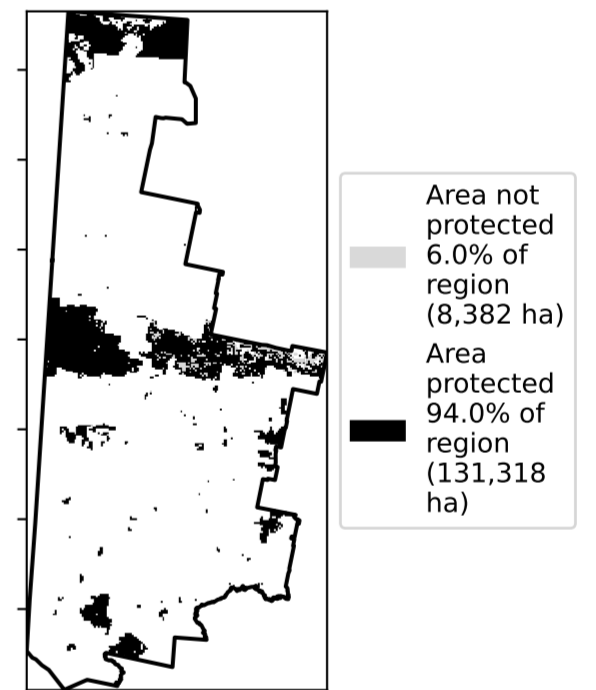 Area not
protected
6.0% of
region
(8,382 ha)
Area
protected
94.0% of
region
(131,318
ha)